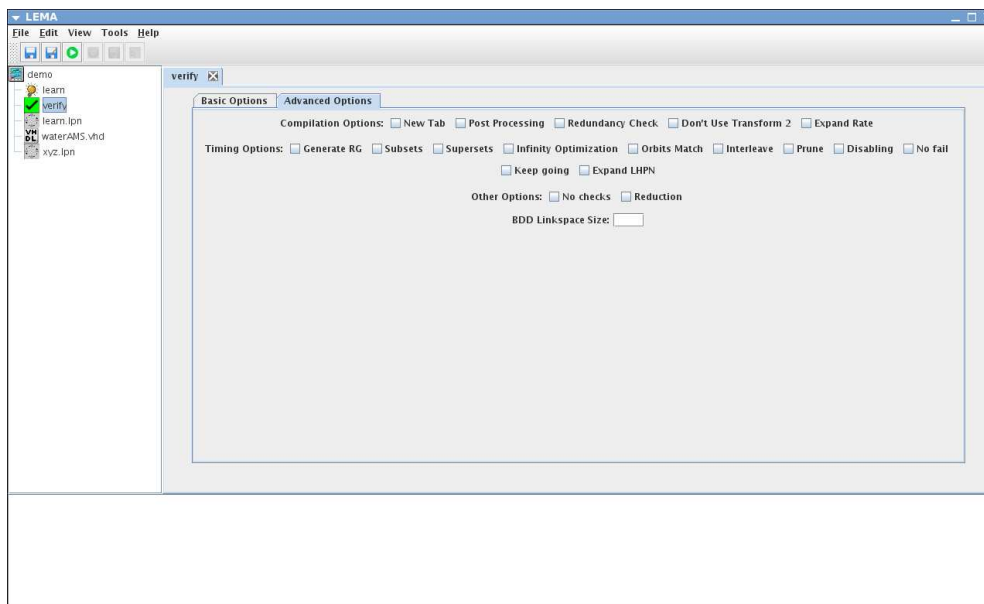 LEMA
File Edit View Tools Help
demo
learn
verify
learn.lpn
VHDL waterAMS.vhd
xyz.lpn
verify
Basic Options Advanced Options
Compilation Options: New Tab Post Processing Redundancy Check Don't Use Transform 2 Expand Rate
Timing Options: Generate RG Subsets Supersets Infinity Optimization Orbits Match Interleave Prune Disabling No fail
Keep going Expand LHPN
Other Options: No checks Reduction
BDD Linkspace Size: